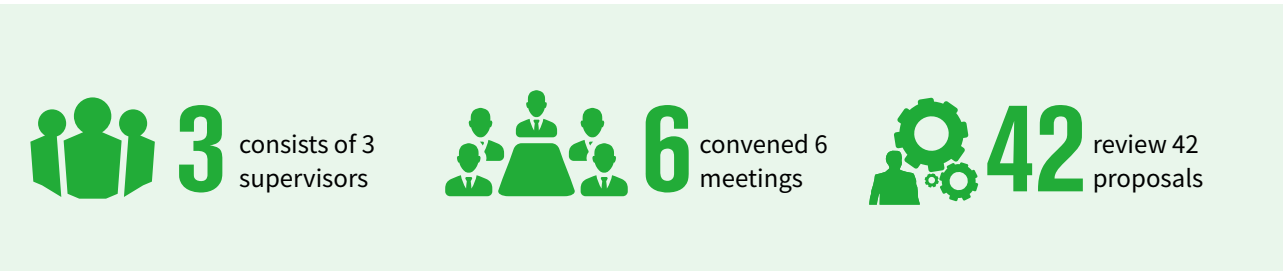 3
consists of 3
supervisors
6
convened 6
meetings
42
review 42
proposals